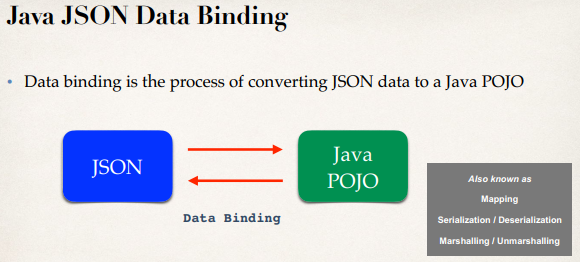 Java JSON Data Binding
• Data binding is the process of converting JSON data to a Java POJO
JSON
Java
POJO
Data Binding
Also known as
Mapping
Serialization / Deserialization
Marshalling / Unmarshalling